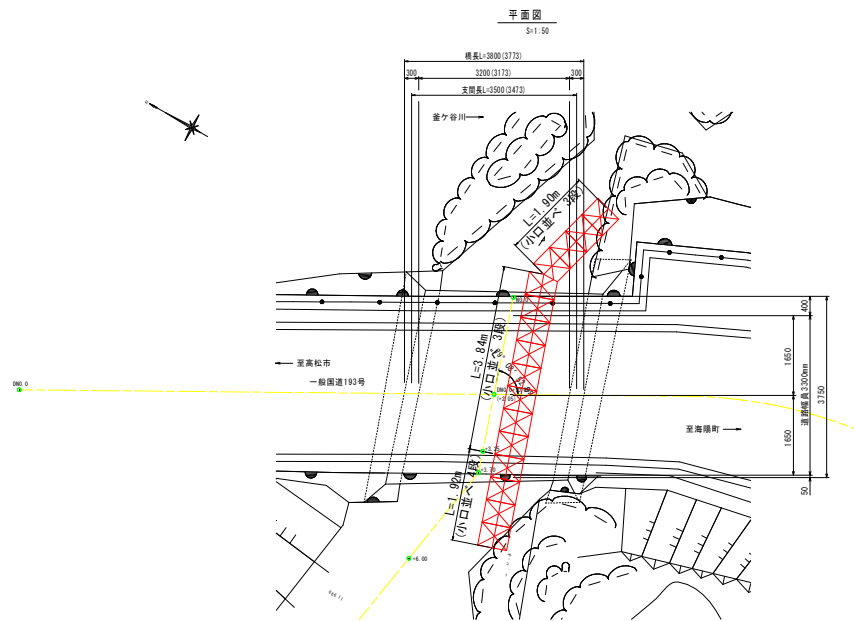 平面図
S=1:50
橋長L=3800(3773)
300
3200(3173)
300
支間長L=3500(3473)
釜ケ谷川
L=1.90m
(小口並べ 3段)
400
L=3.84m
(小口並べ 3段)
1650
至高松市
一般国道193号
DN0.0
道路幅員3300mm
3750
至海陽町
1650
+3.70
L=1.92m
(小口並べ 4段)
50
+6.00